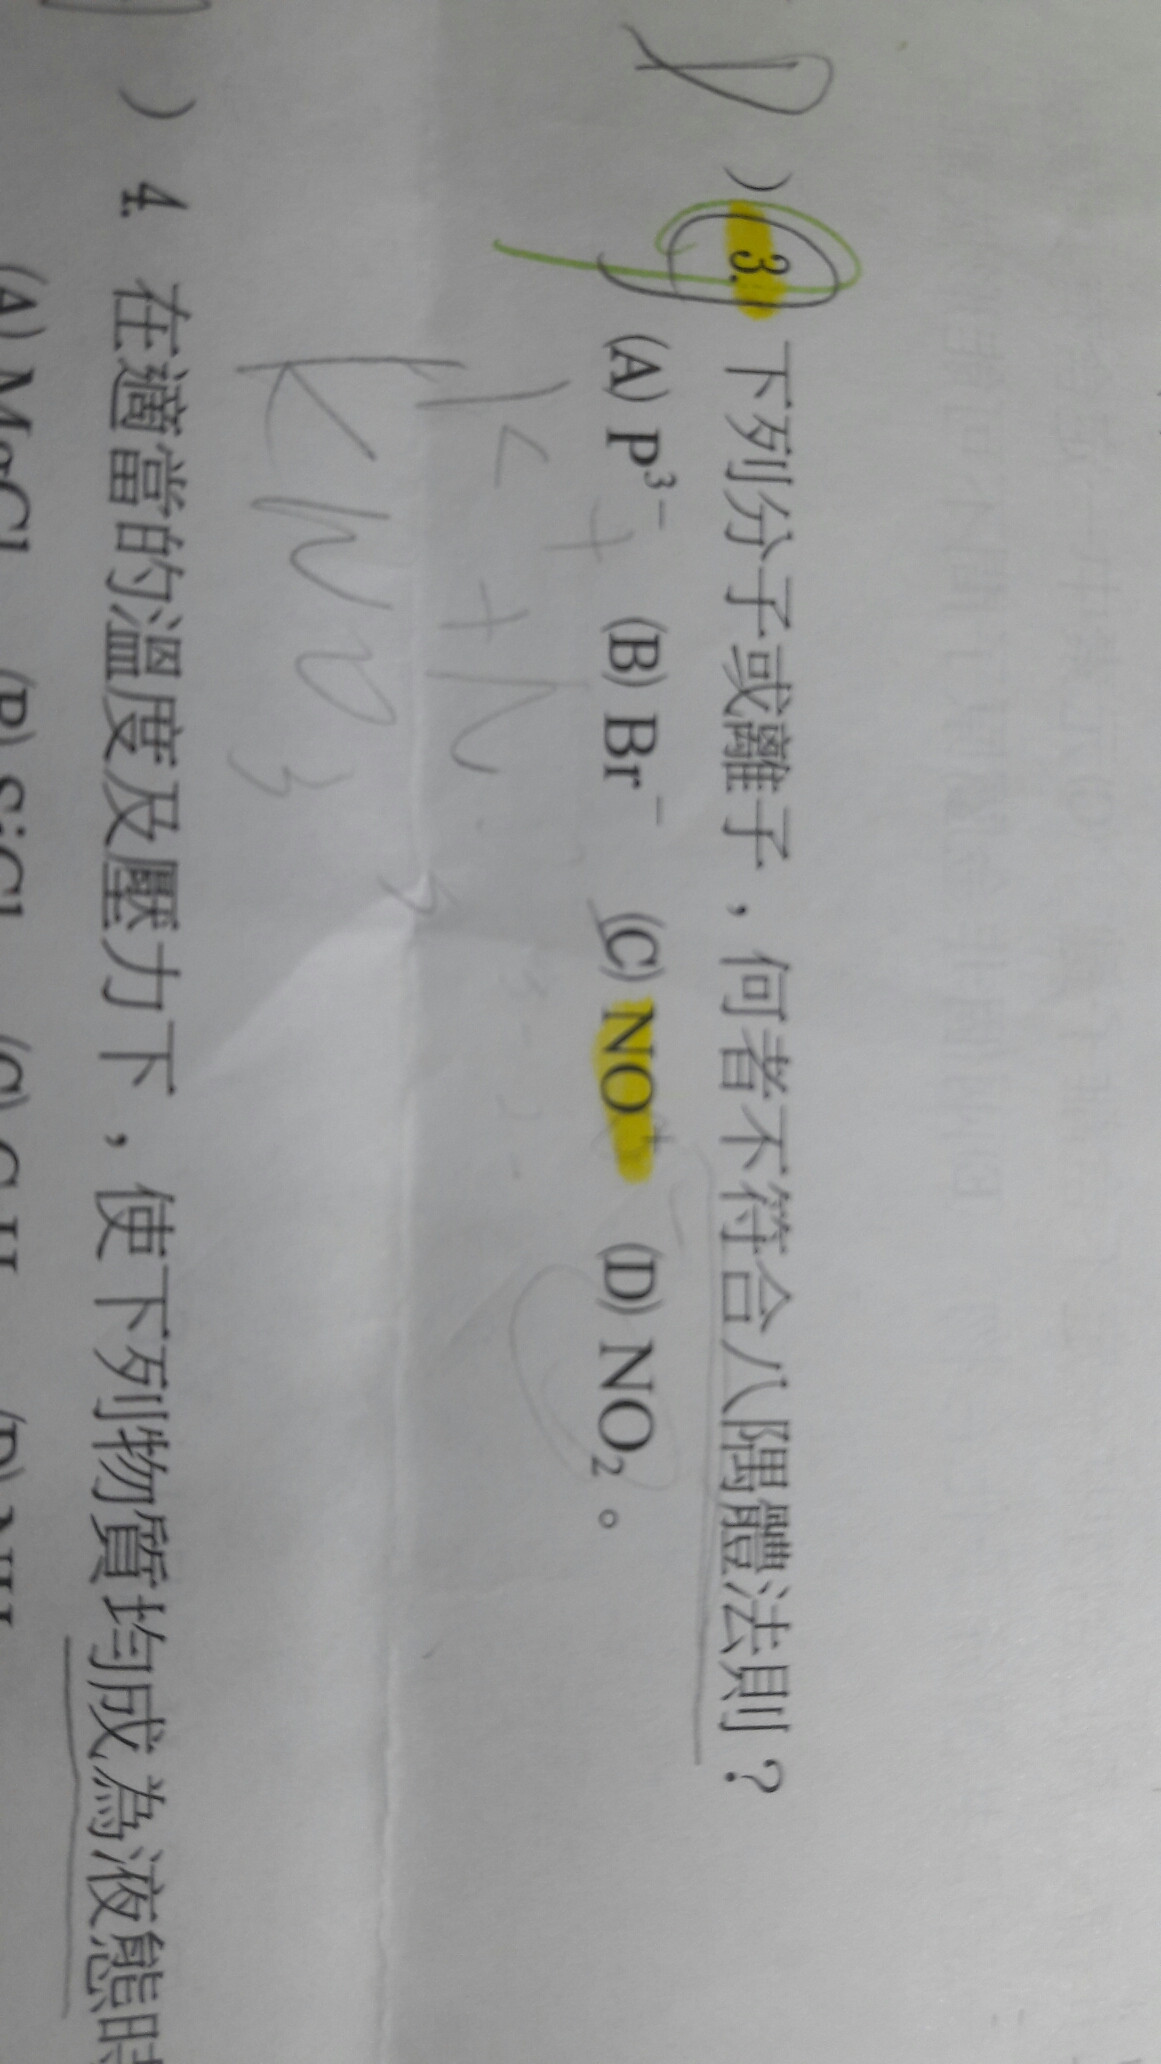 D ) 3. 下列分子或離子，何者不符合八隅體法則？
(A) P³⁻ (B) Br⁻ (C) NO⁺ (D) NO₂。
KNO₃
) 4. 在適當的溫度及壓力下，使下列物質均成為液態時